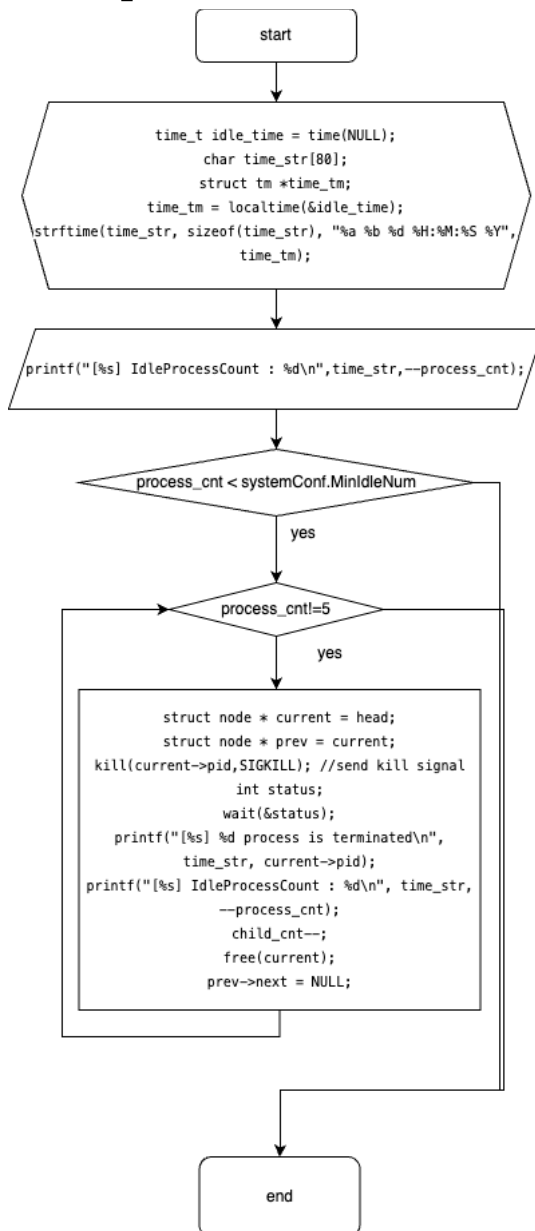 start
time_t idle_time = time(NULL);
char time_str[80];
struct tm *time_tm;
time_tm = localtime(&idle_time);
strftime(time_str, sizeof(time_str), "%a %b %d %H:%M:%S %Y",
time_tm);
printf("[%s] IdleProcessCount : %d\n",time_str,--process_cnt);
process_cnt < systemConf.MinIdleNum
yes
process_cnt!=5
yes
struct node * current = head;
struct node * prev = current;
kill(current->pid,SIGKILL); //send kill signal
int status;
wait(&status);
printf("[%s] %d process is terminated\n",
time_str, current->pid);
printf("[%s] IdleProcessCount : %d\n", time_str,
--process_cnt);
child_cnt--;
free(current);
prev->next = NULL;
end